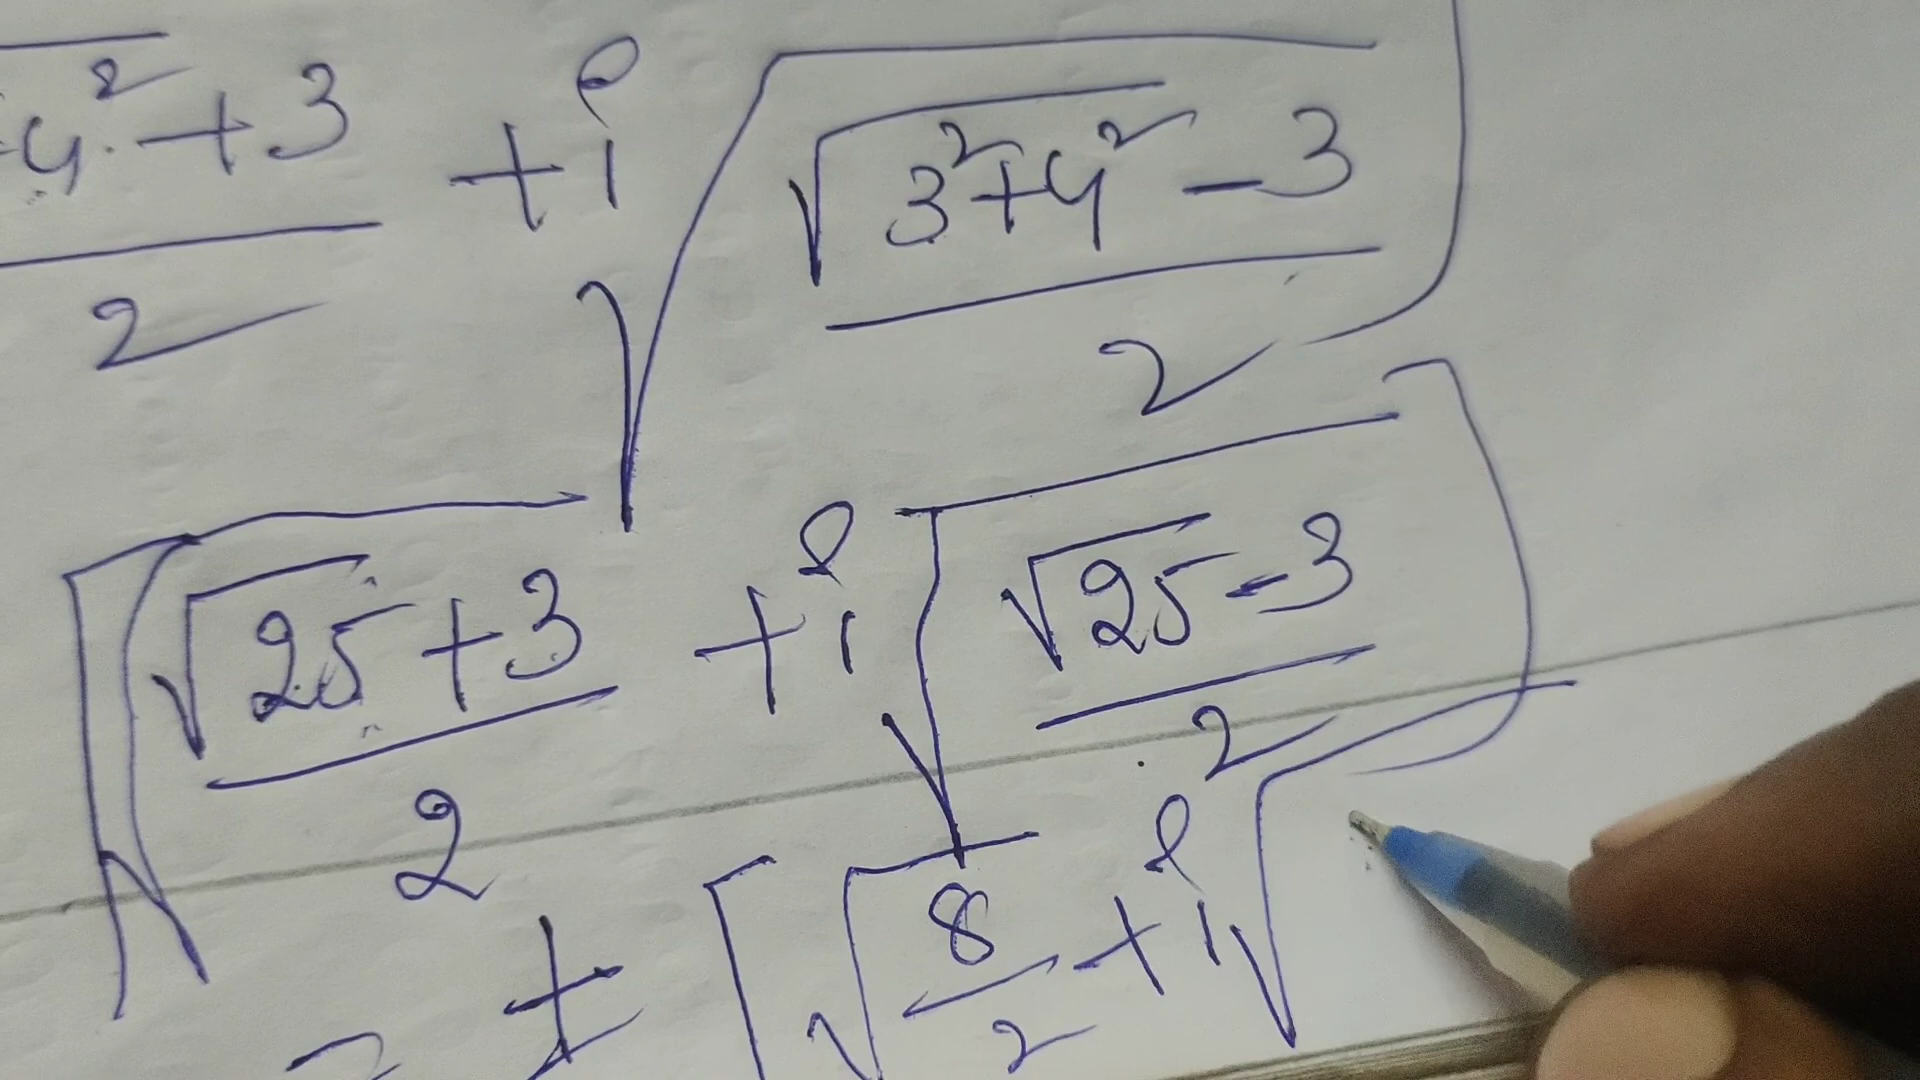 4² + 3 / 2 + i √((√(3²+4²) - 3) / 2)
[√((√25 + 3) / 2) + i √((√25 - 3) / 2)]
± [√(8/2) + i √